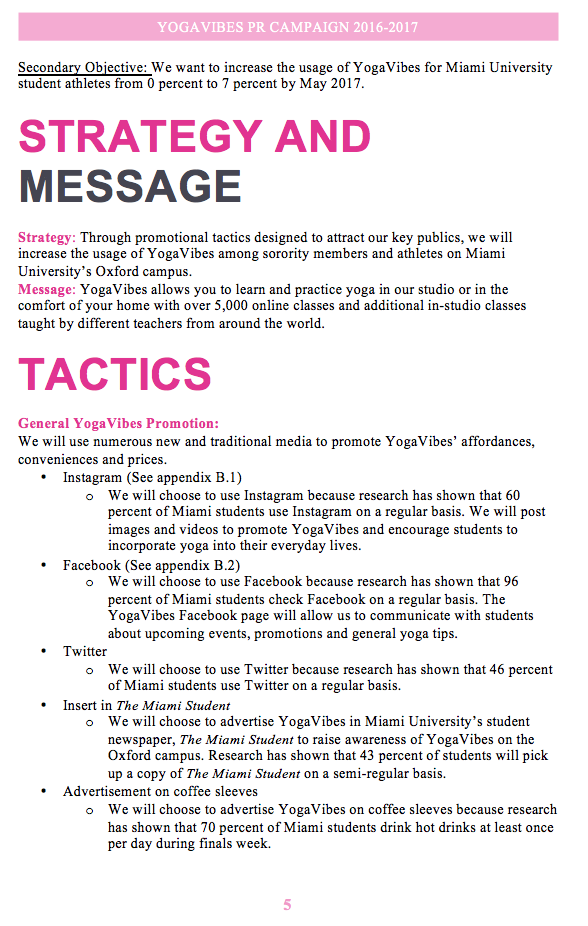 YOGAVIBES PR CAMPAIGN 2016-2017
Secondary Objective: We want to increase the usage of YogaVibes for Miami University
student athletes from 0 percent to 7 percent by May 2017.
STRATEGY AND
MESSAGE
Strategy: Through promotional tactics designed to attract our key publics, we will
increase the usage of YogaVibes among sorority members and athletes on Miami
University’s Oxford campus.
Message: YogaVibes allows you to learn and practice yoga in our studio or in the
comfort of your home with over 5,000 online classes and additional in-studio classes
taught by different teachers from around the world.
TACTICS
General YogaVibes Promotion:
We will use numerous new and traditional media to promote YogaVibes’ affordances,
conveniences and prices.
• Instagram (See appendix B.1)
o We will choose to use Instagram because research has shown that 60
percent of Miami students use Instagram on a regular basis. We will post
images and videos to promote YogaVibes and encourage students to
incorporate yoga into their everyday lives.
• Facebook (See appendix B.2)
o We will choose to use Facebook because research has shown that 96
percent of Miami students check Facebook on a regular basis. The
YogaVibes Facebook page will allow us to communicate with students
about upcoming events, promotions and general yoga tips.
• Twitter
o We will choose to use Twitter because research has shown that 46 percent
of Miami students use Twitter on a regular basis.
• Insert in The Miami Student
o We will choose to advertise YogaVibes in Miami University’s student
newspaper, The Miami Student to raise awareness of YogaVibes on the
Oxford campus. Research has shown that 43 percent of students will pick
up a copy of The Miami Student on a semi-regular basis.
• Advertisement on coffee sleeves
o We will choose to advertise YogaVibes on coffee sleeves because research
has shown that 70 percent of Miami students drink hot drinks at least once
per day during finals week.
5